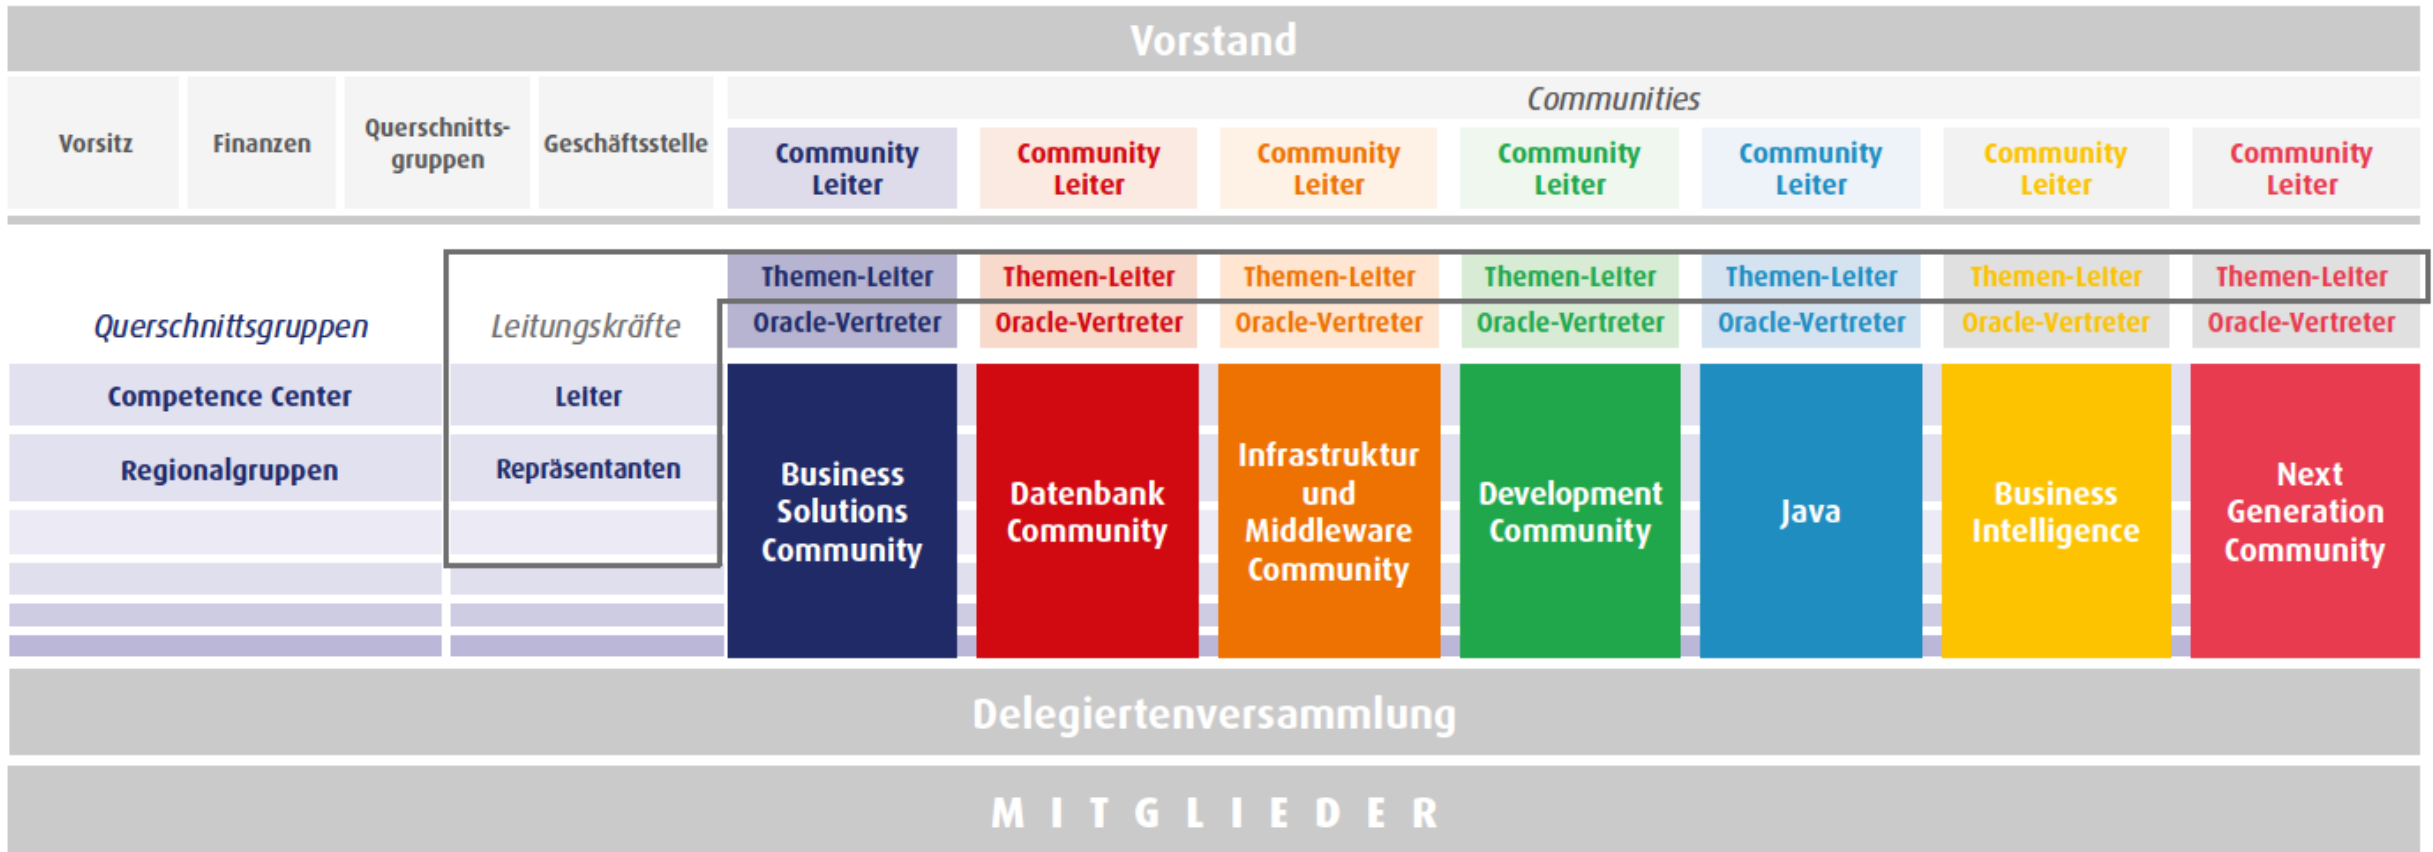 Vorstand
Communities
Vorsitz
Finanzen
Querschnitts-
gruppen
Geschäftsstelle
Community
Leiter
Community
Leiter
Community
Leiter
Community
Leiter
Community
Leiter
Community
Leiter
Community
Leiter
Querschnittsgruppen
Leitungskräfte
Themen-Leiter
Themen-Leiter
Themen-Leiter
Themen-Leiter
Themen-Leiter
Themen-Leiter
Themen-Leiter
Oracle-Vertreter
Oracle-Vertreter
Oracle-Vertreter
Oracle-Vertreter
Oracle-Vertreter
Oracle-Vertreter
Oracle-Vertreter
Competence Center
Leiter
Regionalgruppen
Repräsentanten
Business
Solutions
Community
Datenbank
Community
Infrastruktur
und
Middleware
Community
Development
Community
Java
Business
Intelligence
Next
Generation
Community
Delegiertenversammlung
MITGLIEDER